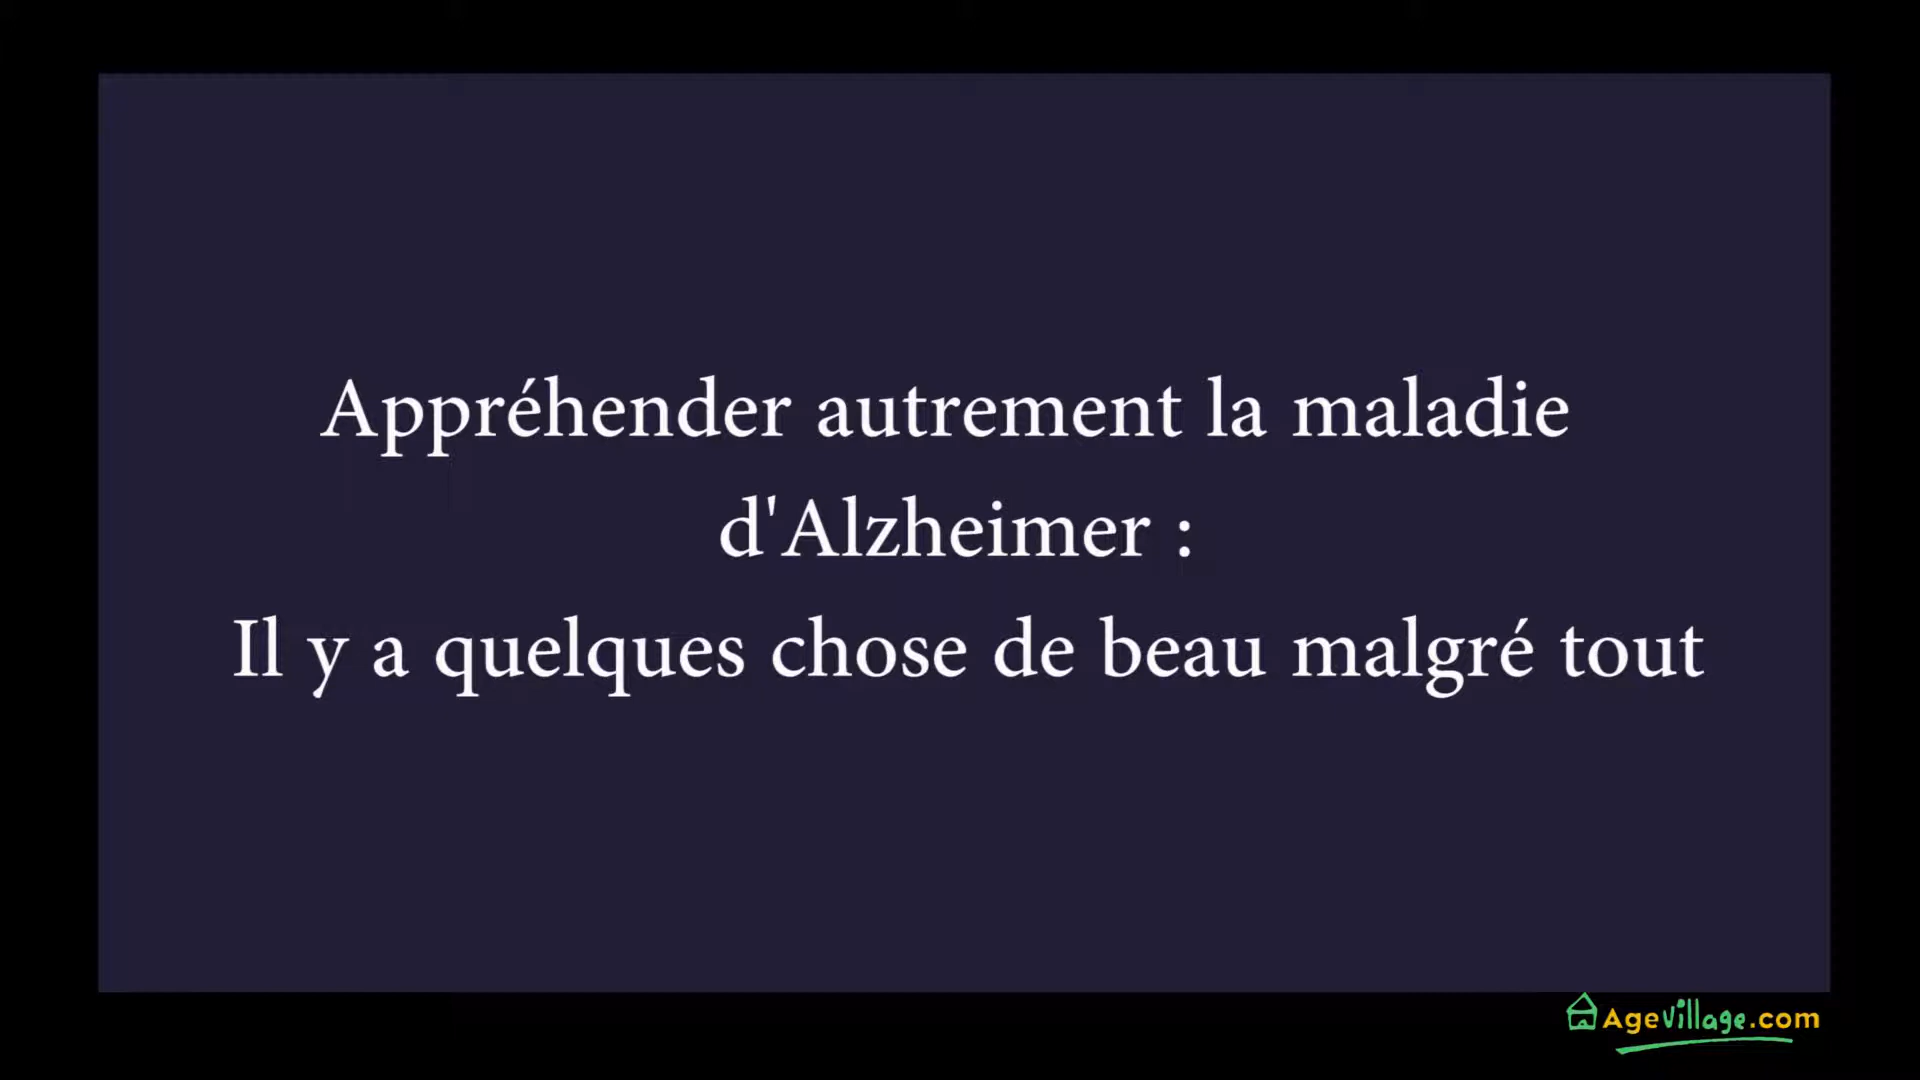 Appréhender autrement la maladie
d'Alzheimer :
Il y a quelques chose de beau malgré tout
AgeVillage.com